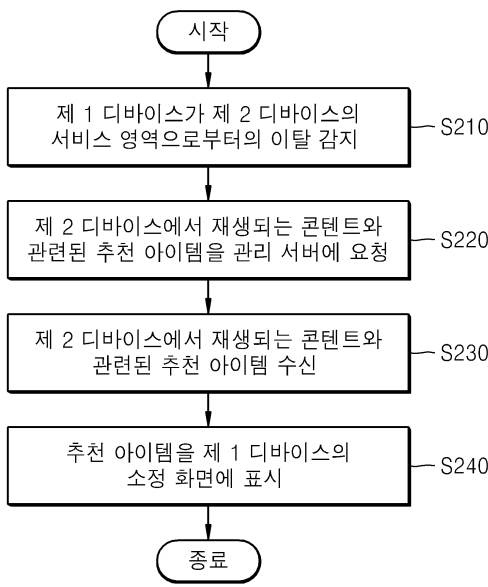 시작
제 1 디바이스가 제 2 디바이스의
서비스 영역으로부터의 이탈 감지
S210
제 2 디바이스에서 재생되는 콘텐트와
관련된 추천 아이템을 관리 서버에 요청
S220
제 2 디바이스에서 재생되는 콘텐트와
관련된 추천 아이템 수신
S230
추천 아이템을 제 1 디바이스의
소정 화면에 표시
S240
종료